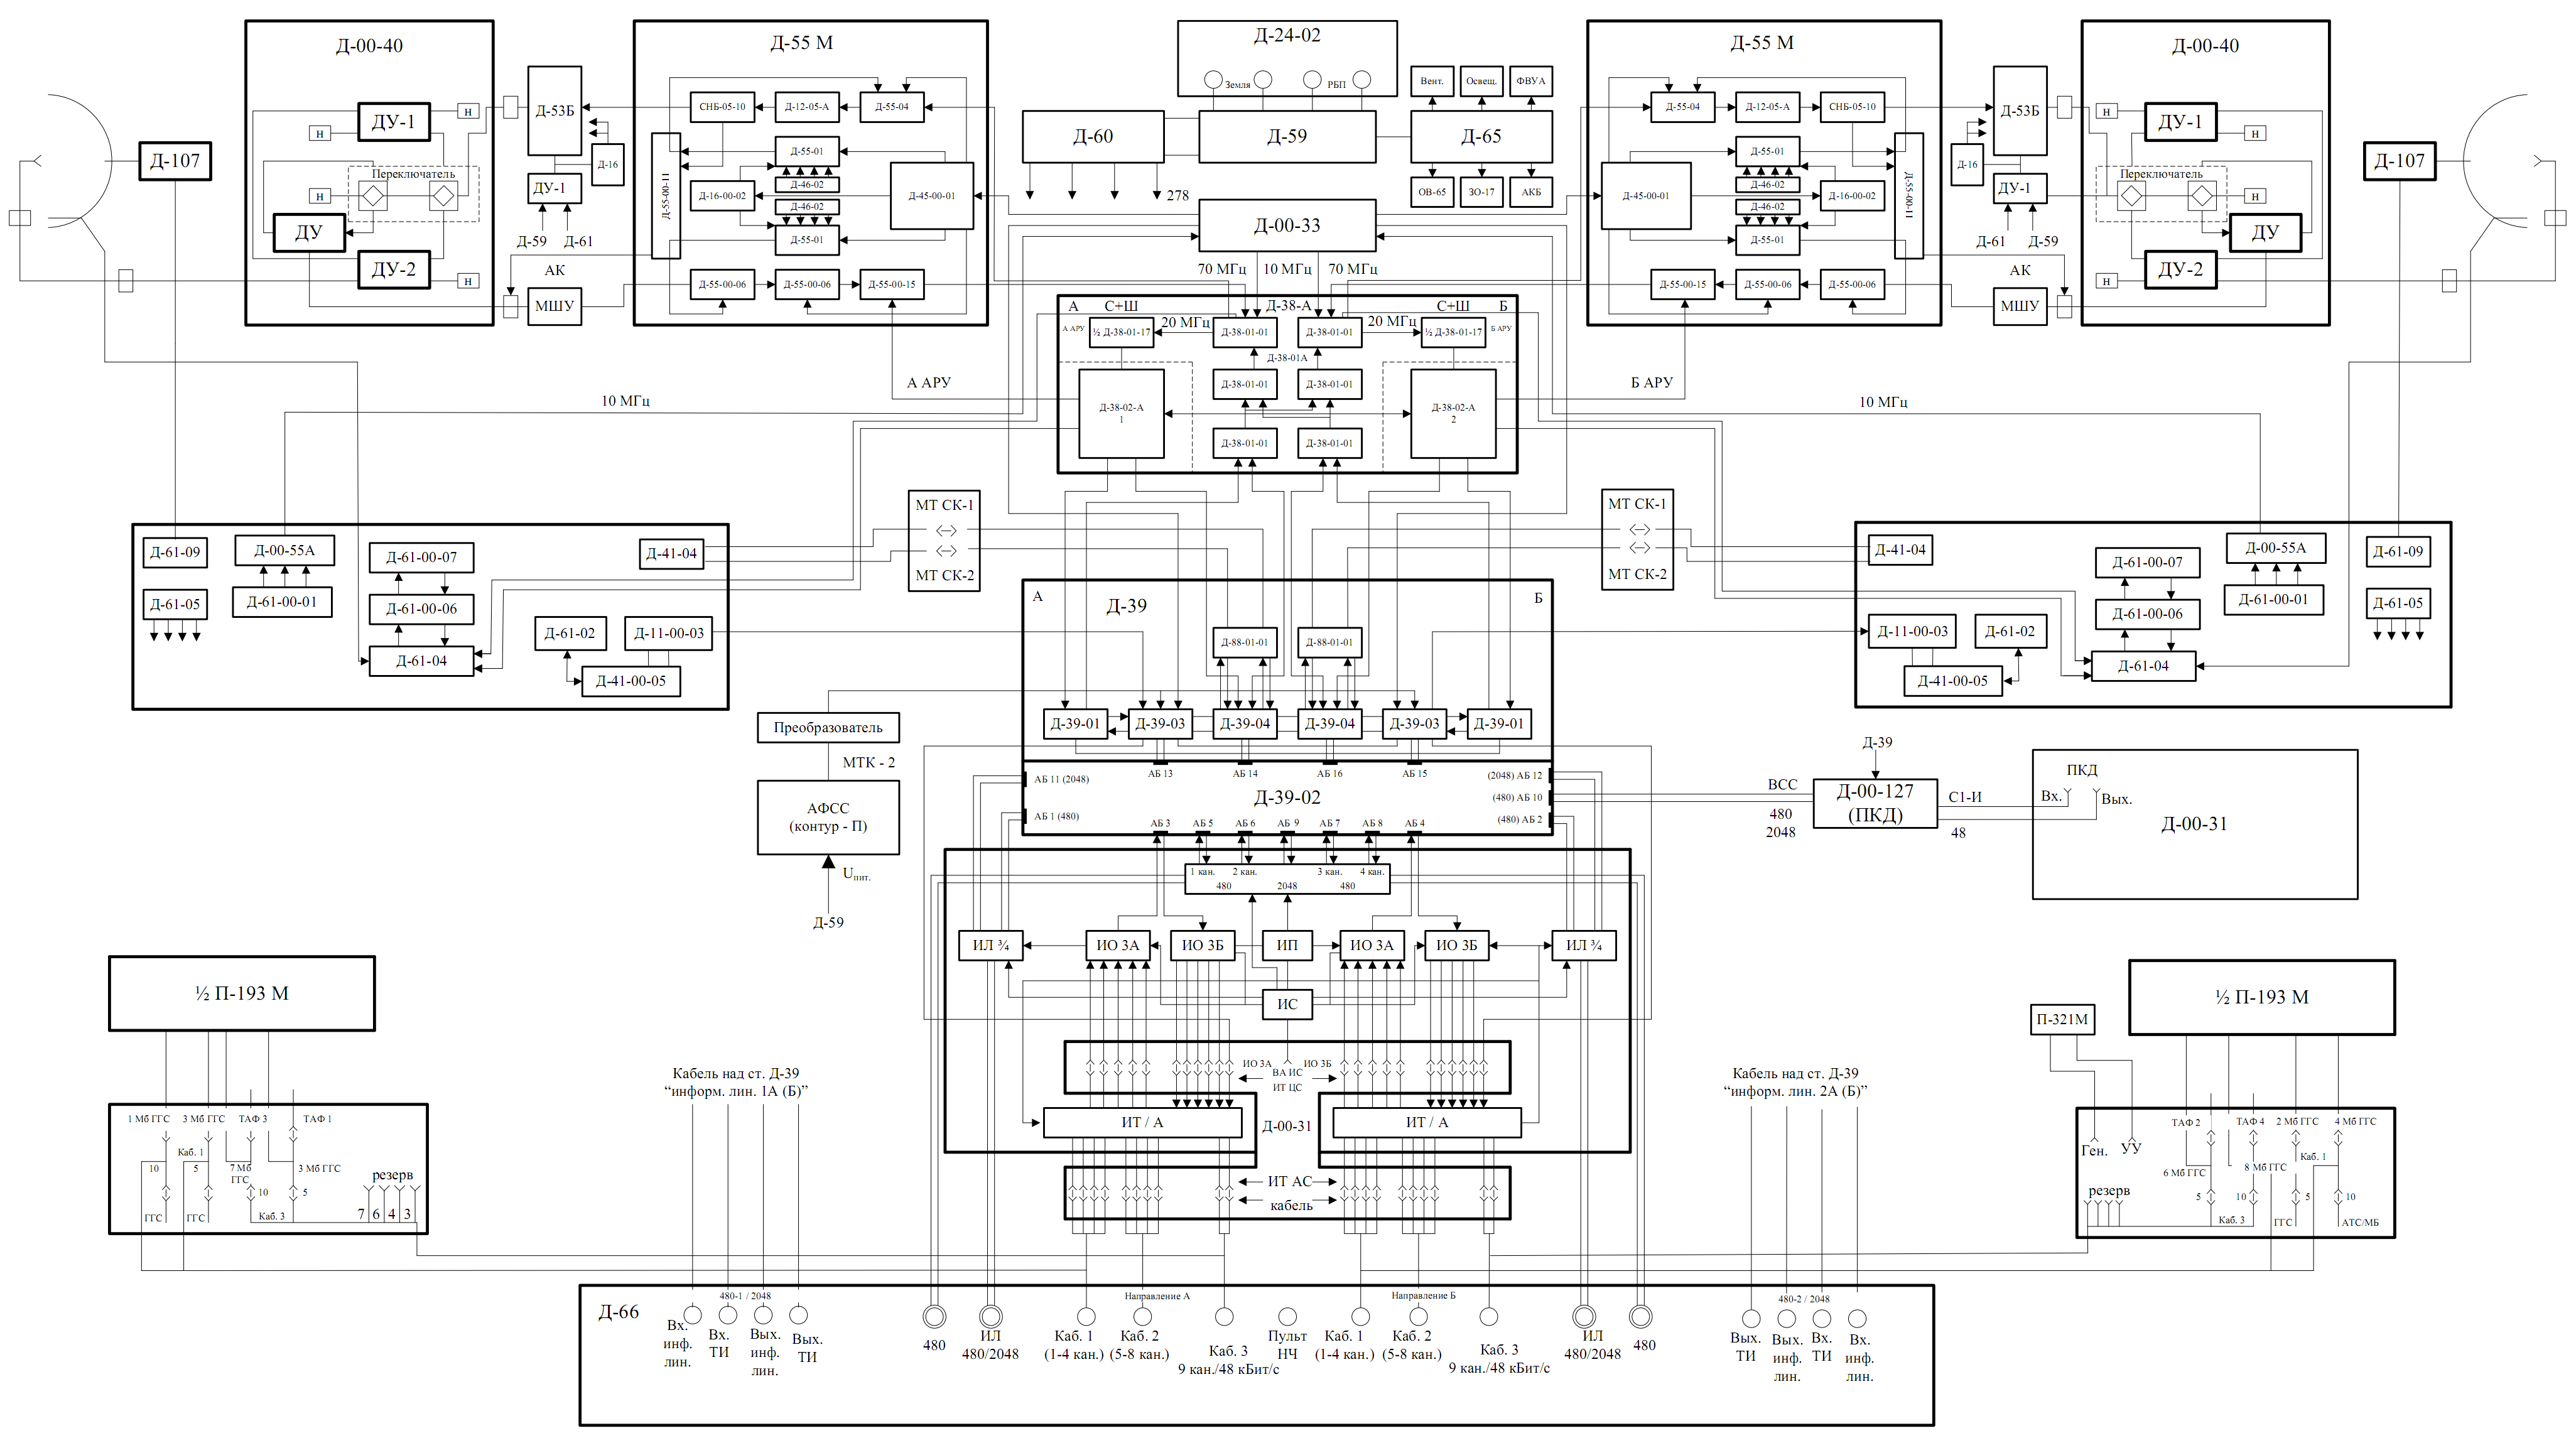 Д-00-40
Д-55 М
Д-24-02
Д-55 М
Д-00-40
Земля
РБП
Вент.
Освещ.
ФВУА
Д-53Б
СНБ-05-10
Д-12-05-А
Д-55-04
Д-55-04
Д-12-05-А
СНБ-05-10
Д-53Б
ДУ-1
Н
Н
Д-60
Д-59
Д-65
Н
ДУ-1
Н
Д-107
Д-16
Д-55-01
Д-55-01
Д-16
Д-107
Переключатель
Переключатель
ДУ-1
Д-46-02
Д-46-02
ДУ-1
Н
Д-55-00-11
Д-16-00-02
Д-45-00-01
278
ОВ-65
ЗО-17
АКБ
Д-45-00-01
Д-16-00-02
Д-55-00-11
Н
Д-46-02
Д-46-02
ДУ
Д-59
Д-61
Д-55-01
Д-00-33
Д-55-01
Д-61
Д-59
ДУ
ДУ-2
Н
АК
70 МГц
10 МГц
70 МГц
АК
Н
ДУ-2
МШУ
Д-55-00-06
Д-55-00-06
Д-55-00-15
Д-55-00-15
Д-55-00-06
Д-55-00-06
МШУ
А
С+Ш
Д-38-А
С+Ш
Б
А АРУ
½ Д-38-01-17
20 МГц
Д-38-01-01
Д-38-01-01
20 МГц
½ Д-38-01-17
Б АРУ
Д-38-01А
А АРУ
Д-38-01-01
Д-38-01-01
Б АРУ
10 МГц
Д-38-02-А
1
Д-38-02-А
2
10 МГц
Д-38-01-01
Д-38-01-01
МТ СК-1
МТ СК-1
МТ СК-2
МТ СК-2
Д-61-09
Д-00-55А
Д-61-00-07
Д-41-04
Д-41-04
Д-61-00-07
Д-00-55А
Д-61-09
Д-61-05
Д-61-00-01
Д-61-00-06
Д-61-00-06
Д-61-00-01
Д-61-05
А
Д-39
Б
Д-61-02
Д-11-00-03
Д-88-01-01
Д-88-01-01
Д-11-00-03
Д-61-02
Д-61-04
Д-41-00-05
Д-41-00-05
Д-61-04
Преобразователь
Д-39-01
Д-39-03
Д-39-04
Д-39-04
Д-39-03
Д-39-01
МТК - 2
Д-39
АБ 11 (2048)
АБ 13
АБ 14
АБ 16
АБ 15
(2048) АБ 12
ПКД
АФСС
(контур - П)
Д-39-02
(480) АБ 10
ВСС
480
2048
Д-00-127
(ПКД)
С1-И
48
Вх.
Вых.
Д-00-31
АБ 1 (480)
АБ 3
АБ 5
АБ 6
АБ 9
АБ 7
АБ 8
АБ 4
(480) АБ 2
Uпит.
1 кан.
2 кан.
3 кан.
4 кан.
480
2048
480
Д-59
ИЛ ¾
ИО 3А
ИО 3Б
ИП
ИО 3А
ИО 3Б
ИЛ ¾
½ П-193 М
½ П-193 М
ИС
П-321М
ИО 3А
ИО 3Б
ВА ИС
ИТ ЦС
Кабель над ст. Д-39
“информ. лин. 1А (Б)”
Кабель над ст. Д-39
“информ. лин. 2А (Б)”
1 Мб ГГС
3 Мб ГГС
ТАФ 3
ТАФ 1
ИТ / А
Д-00-31
ИТ / А
ТАФ 2
ТАФ 4
2 Мб ГГС
4 Мб ГГС
Каб. 1
Ген.
УУ
Каб. 1
10
5
7 Мб
ГГС
3 Мб ГГС
6 Мб ГГС
8 Мб ГГС
резерв
ИТ АС
резерв
10
5
5
10
5
10
кабель
ГГС
ГГС
Каб. 3
7
6
4
3
Каб. 3
ГГС
АТС/МБ
Д-66
480-1 / 2048
Направление А
Направление Б
480-2 / 2048
Вх.
инф.
лин.
Вх.
ТИ
Вых.
инф.
лин.
Вых.
ТИ
480
ИЛ
480/2048
Каб. 1
(1-4 кан.)
Каб. 2
(5-8 кан.)
Каб. 3
9 кан./48 кБит/с
Пульт
НЧ
Каб. 1
(1-4 кан.)
Каб. 2
(5-8 кан.)
Каб. 3
9 кан./48 кБит/с
ИЛ
480/2048
480
Вых.
ТИ
Вых.
инф.
лин.
Вх.
ТИ
Вх.
инф.
лин.